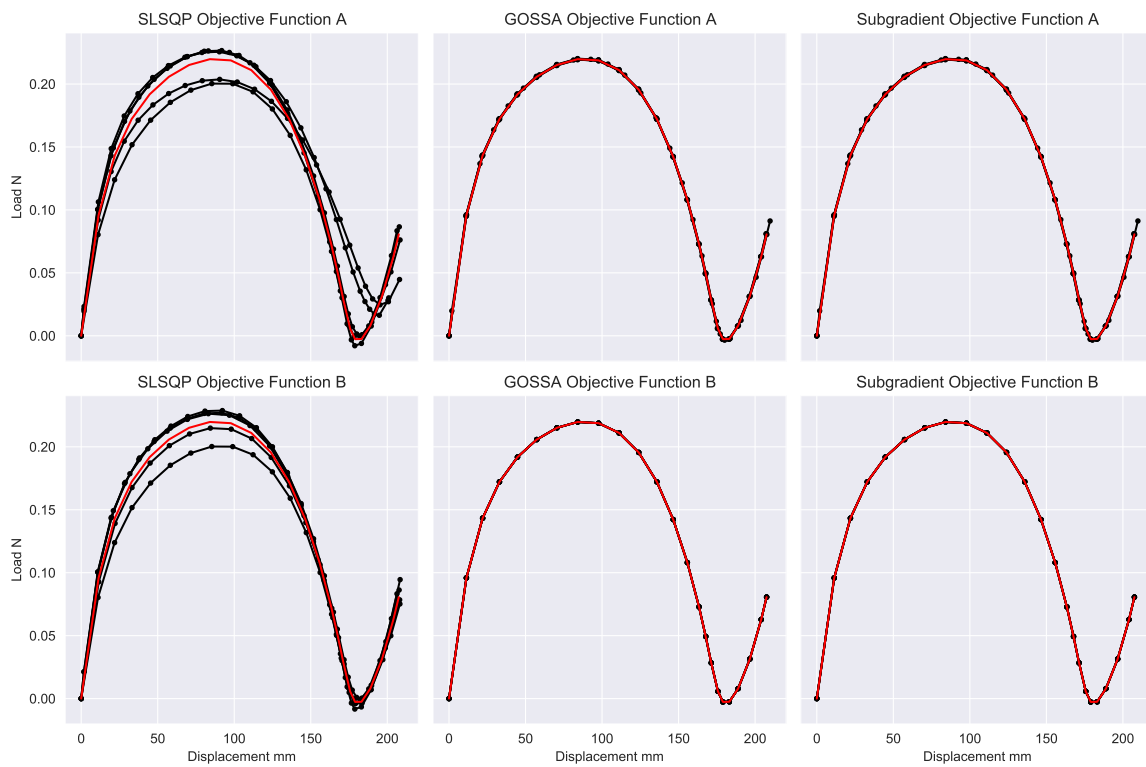 SLSQP Objective Function A
GOSSA Objective Function A
Subgradient Objective Function A
Load N
0.20
0.15
0.10
0.05
0.00
SLSQP Objective Function B
GOSSA Objective Function B
Subgradient Objective Function B
Load N
0.20
0.15
0.10
0.05
0.00
0 50 100 150 200
0 50 100 150 200
0 50 100 150 200
Displacement mm
Displacement mm
Displacement mm